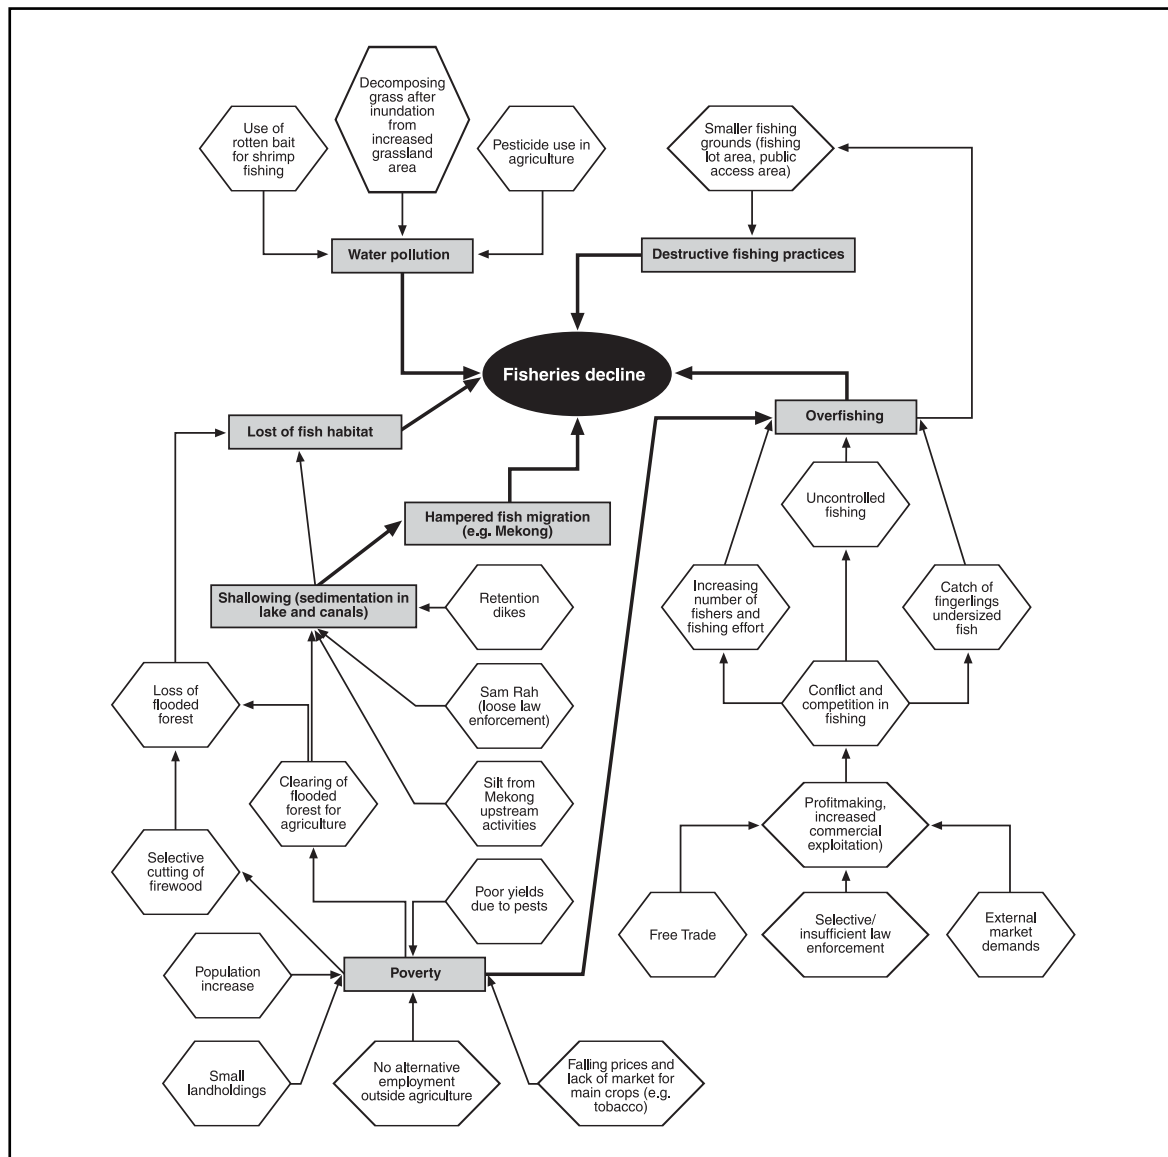 Decomposing
grass after
inundation
from
increased
grassland
area
Use of
rotten bait
for shrimp
fishing
Pesticide use in
agriculture
Smaller fishing
grounds (fishing
lot area, public
access area)
Water pollution
Destructive fishing practices
Fisheries decline
Lost of fish habitat
Overfishing
Hampered fish migration
(e.g. Mekong)
Uncontrolled
fishing
Shallowing (sedimentation in
lake and canals)
Retention
dikes
Increasing
number of
fishers and
fishing effort
Catch of
fingerlings
undersized
fish
Loss of
flooded
forest
Sam Rah
(loose law
enforcement)
Conflict and
competition in
fishing
Clearing of
flooded
forest for
agriculture
Silt from
Mekong
upstream
activities
Profitmaking,
increased
commercial
exploitation)
Selective
cutting of
firewood
Poor yields
due to pests
Free Trade
Selective/
insufficient law
enforcement
External
market
demands
Population
increase
Poverty
Small
landholdings
No alternative
employment
outside agriculture
Falling prices and
lack of market for
main crops (e.g.
tobacco)